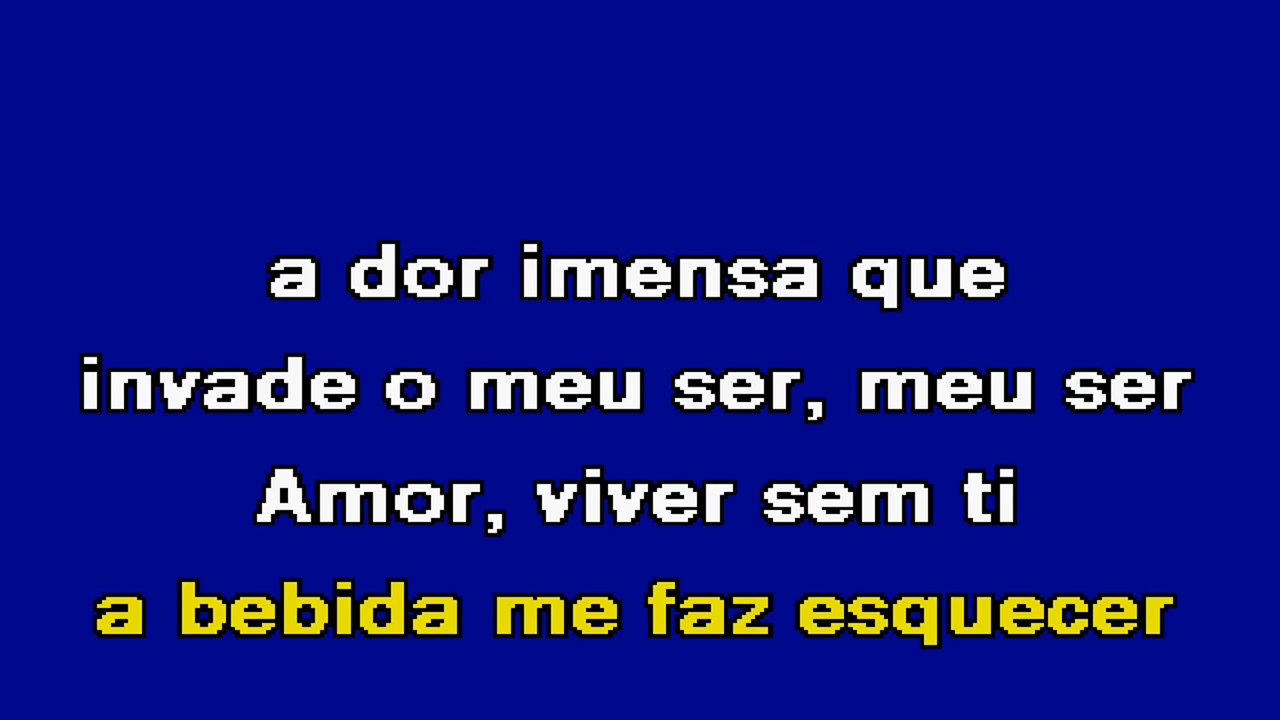 a dor imensa que
invade o meu ser, meu ser
Amor, viver sem ti
a bebida me faz esquecer